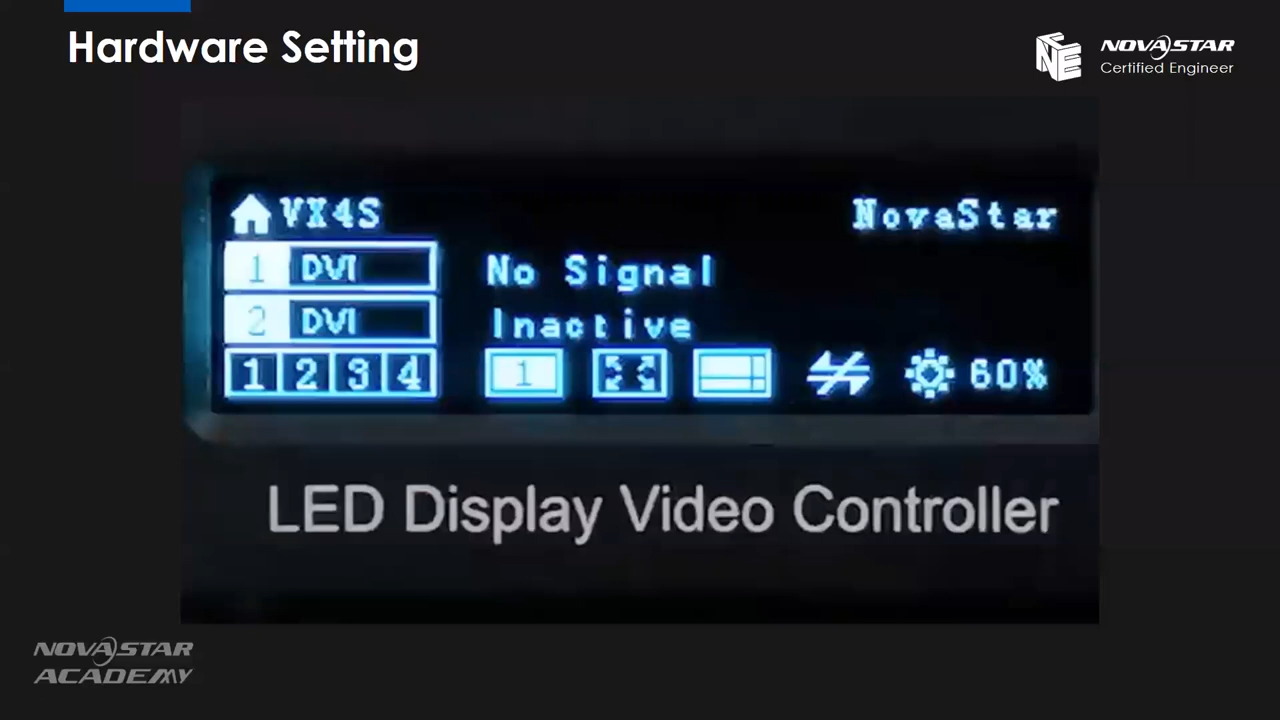 Hardware Setting
NE
NOVASTAR
Certified Engineer
VX4S
NovaStar
1 DVI
No Signal
2 DVI
Inactive
1 2 3 4
1
60%
LED Display Video Controller
NOVASTAR
ACADEMY